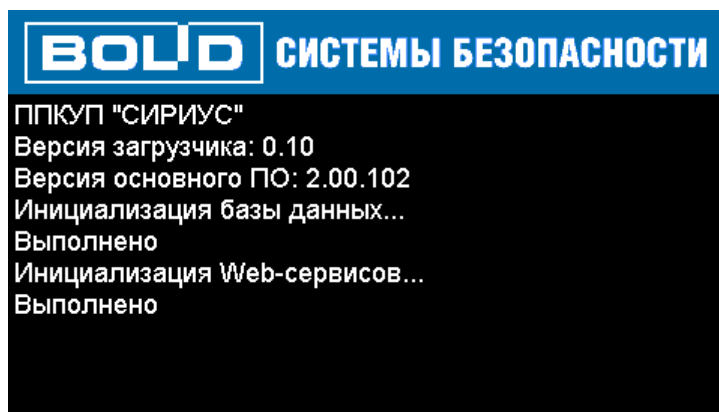 BOLID СИСТЕМЫ БЕЗОПАСНОСТИ
ППКУП "СИРИУС"
Версия загрузчика: 0.10
Версия основного ПО: 2.00.102
Инициализация базы данных...
Выполнено
Инициализация Web-сервисов...
Выполнено